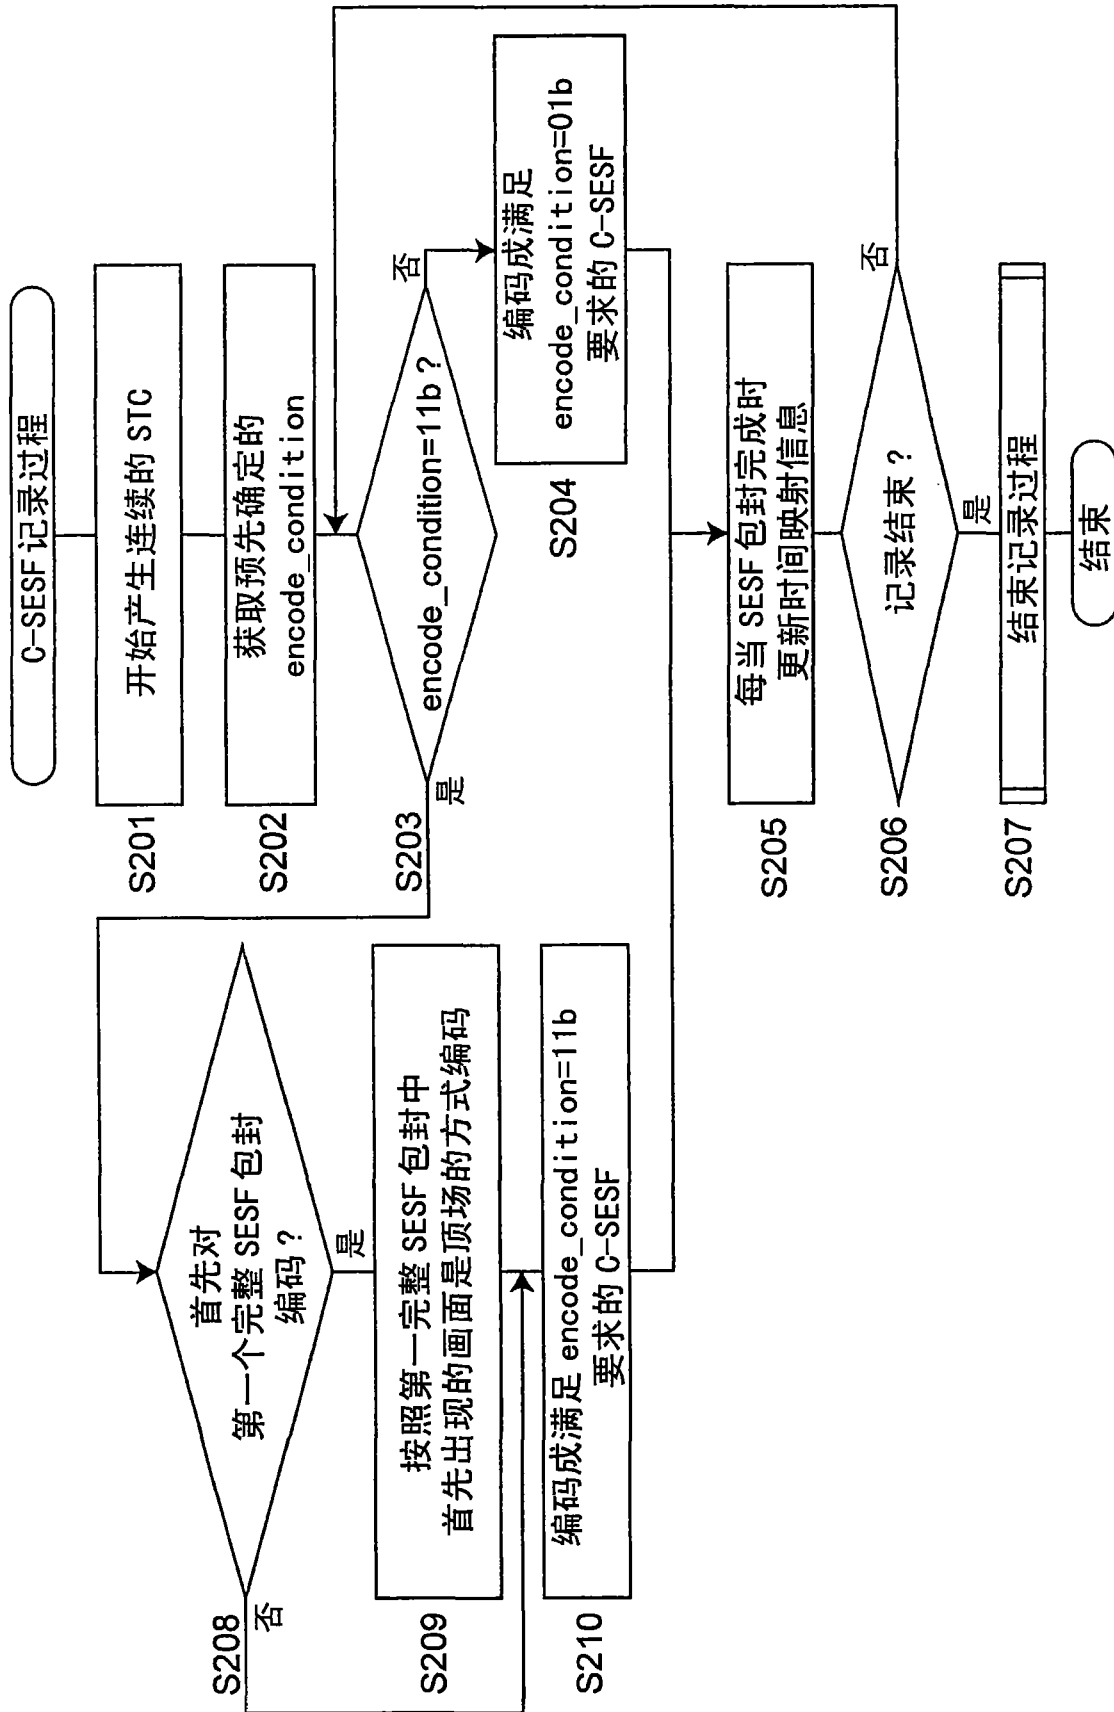 C-SESF 记录过程
开始产生连续的 STC
S201
获取预先确定的
encode_condition
S202
encode_condition=11b？
S203
否
是
编码成满足
encode_condition=01b
要求的 C-SESF
S204
每当 SESF 包封完成时
更新时间映射信息
S205
记录结束？
S206
否
是
结束记录过程
S207
结束
首先对
第一个完整 SESF 包封
编码？
S208
否
是
按照第一完整 SESF 包封中
首先出现的画面是顶场的方式编码
S209
编码成满足 encode_condition=11b
要求的 C-SESF
S210